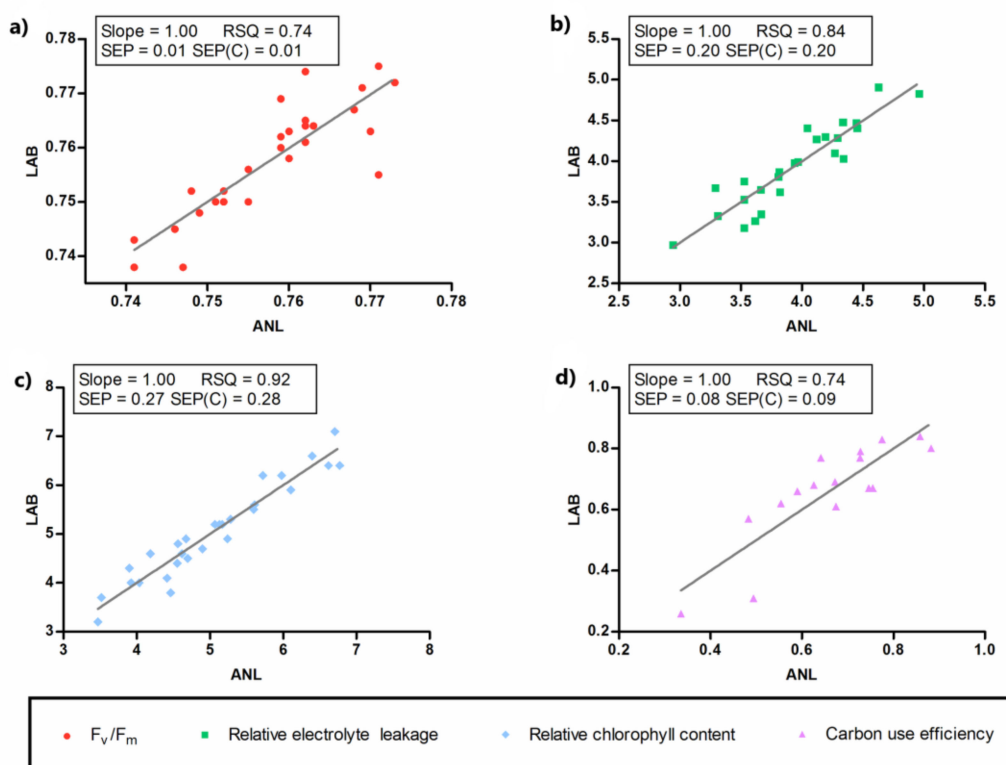 a)
Slope = 1.00 RSQ = 0.74
SEP = 0.01 SEP(C) = 0.01
0.78
0.77
0.76
0.75
0.74
LAB
0.74 0.75 0.76 0.77 0.78
ANL
b)
Slope = 1.00 RSQ = 0.84
SEP = 0.20 SEP(C) = 0.20
5.5
5.0
4.5
4.0
3.5
3.0
2.5
LAB
2.5 3.0 3.5 4.0 4.5 5.0 5.5
ANL
c)
Slope = 1.00 RSQ = 0.92
SEP = 0.27 SEP(C) = 0.28
8
7
6
5
4
3
LAB
3 4 5 6 7 8
ANL
d)
Slope = 1.00 RSQ = 0.74
SEP = 0.08 SEP(C) = 0.09
1.0
0.8
0.6
0.4
0.2
LAB
0.2 0.4 0.6 0.8 1.0
ANL
Fv/Fm Relative electrolyte leakage Relative chlorophyll content Carbon use efficiency